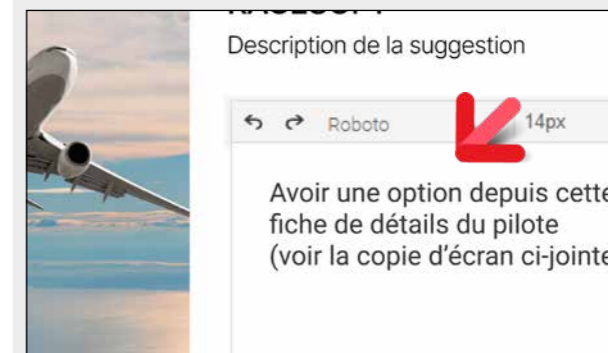 Description de la suggestion
Roboto
14px
Avoir une option depuis cette
fiche de détails du pilote
(voir la copie d'écran ci-jointe